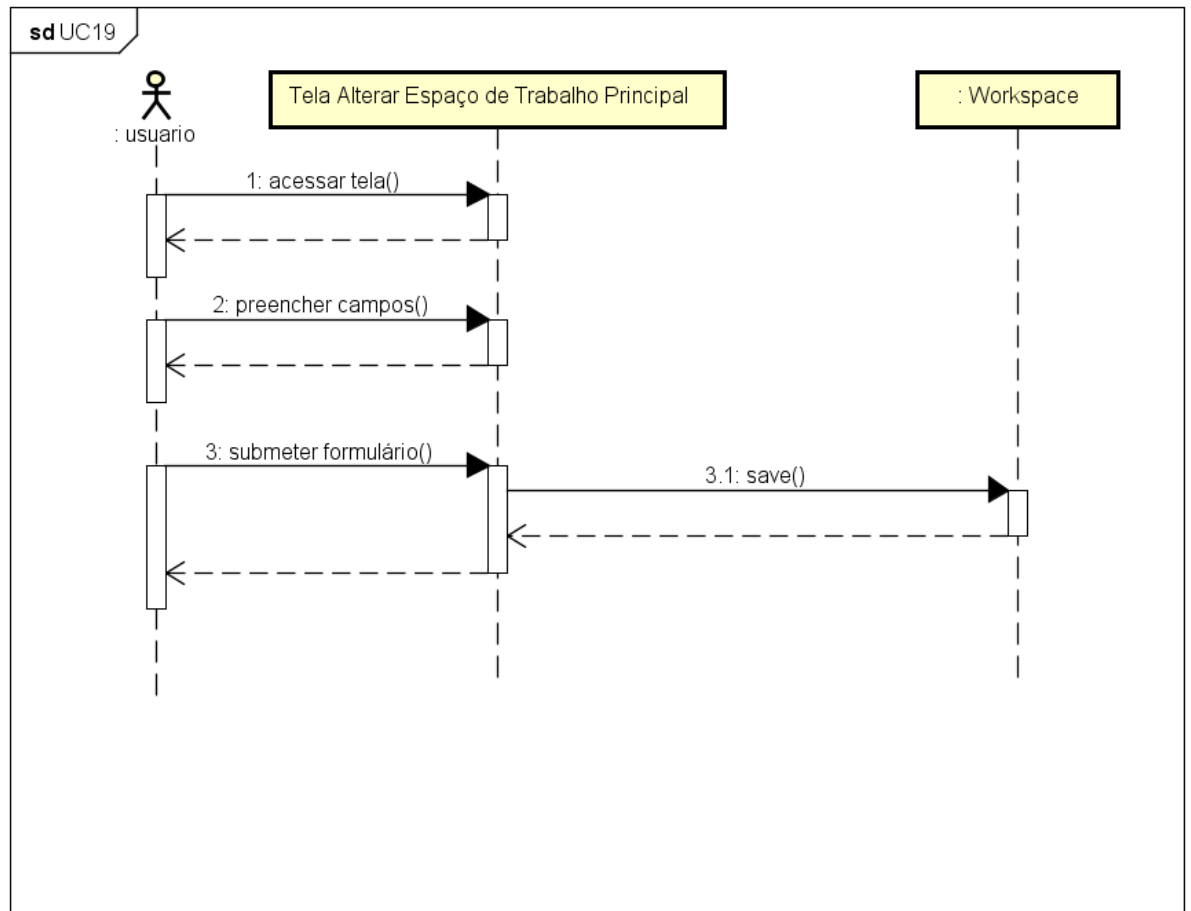 sd UC19
: usuario
Tela Alterar Espaço de Trabalho Principal
: Workspace
1: acessar tela()
2: preencher campos()
3: submeter formulário()
3.1: save()